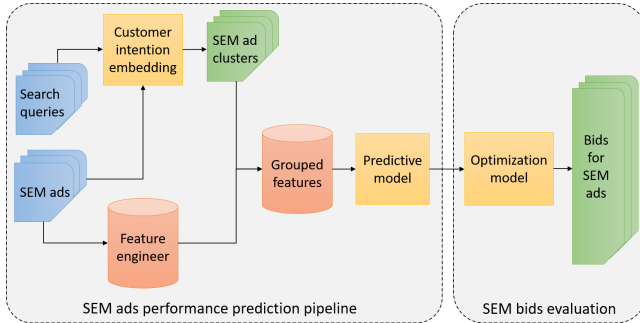 Customer
intention
embedding
SEM ad
clusters
Search
queries
SEM ads
Feature
engineer
Grouped
features
Predictive
model
Optimization
model
Bids
for
SEM
ads
SEM ads performance prediction pipeline
SEM bids evaluation